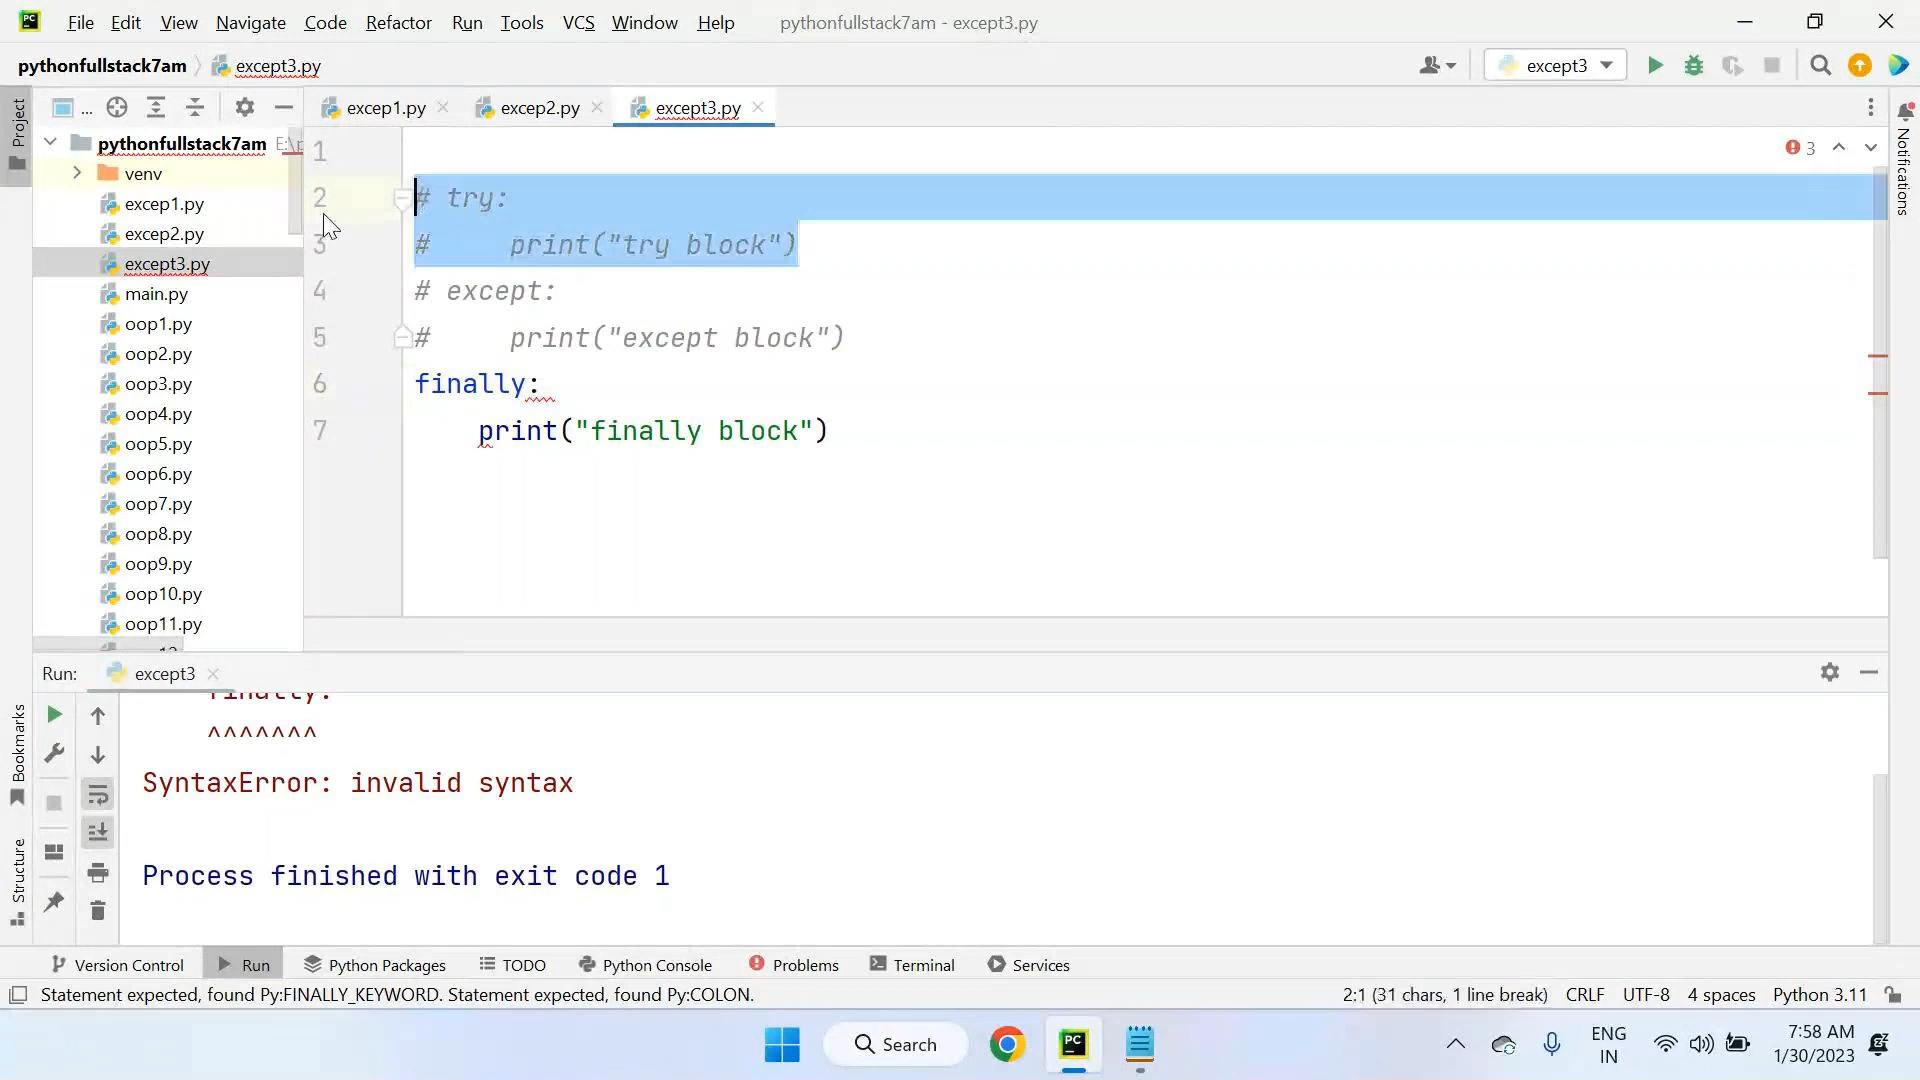 File Edit View Navigate Code Refactor Run Tools VCS Window Help pythonfullstack7am - except3.py
pythonfullstack7am except3.py
except3
Project
...
excep1.py
excep2.py
except3.py
Notifications
pythonfullstack7am
venv
excep1.py
excep2.py
except3.py
main.py
oop1.py
oop2.py
oop3.py
oop4.py
oop5.py
oop6.py
oop7.py
oop8.py
oop9.py
oop10.py
oop11.py
3
1
2 # try:
3 #     print("try block")
4 # except:
5 #     print("except block")
6 finally:
7     print("finally block")
Run: except3
finally:
^^^^^^^
SyntaxError: invalid syntax
Process finished with exit code 1
Bookmarks
Structure
Version Control Run Python Packages TODO Python Console Problems Terminal Services
Statement expected, found Py:FINALLY_KEYWORD. Statement expected, found Py:COLON.
2:1 (31 chars, 1 line break) CRLF UTF-8 4 spaces Python 3.11
Search
PC
ENG
IN
7:58 AM
1/30/2023